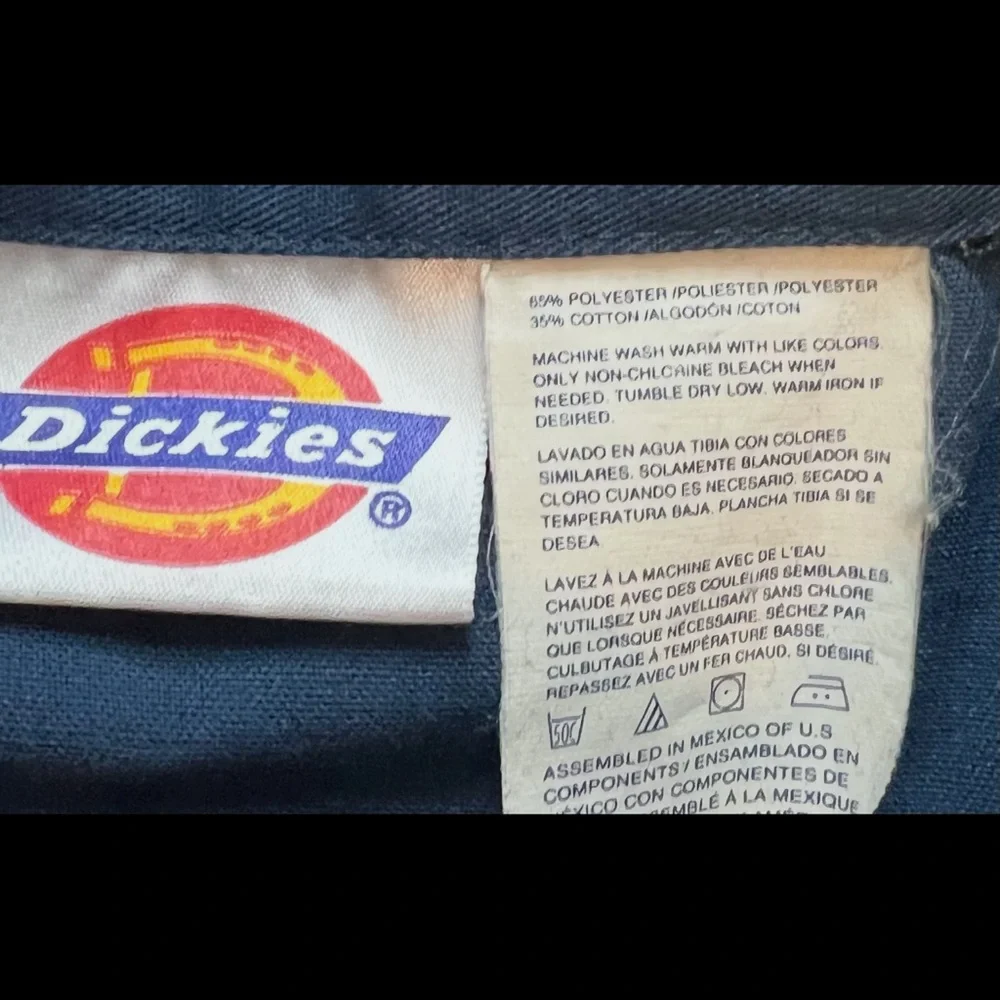 Dickies
®
65% POLYESTER /POLIESTER /POLYESTER
35% COTTON /ALGODÓN /COTON
MACHINE WASH WARM WITH LIKE COLORS.
ONLY NON-CHLORINE BLEACH WHEN
NEEDED. TUMBLE DRY LOW. WARM IRON IF
DESIRED.
LAVADO EN AGUA TIBIA CON COLORES
SIMILARES. SOLAMENTE BLANQUEADOR SIN
CLORO CUANDO ES NECESARIO. SECADO A
TEMPERATURA BAJA. PLANCHA TIBIA SI SE
DESEA
LAVEZ À LA MACHINE AVEC DE L'EAU
CHAUDE AVEC DES COULEURS SEMBLABLES.
N'UTILISEZ UN JAVELLISANT SANS CHLORE
QUE LORSQUE NÉCESSAIRE. SÉCHEZ PAR
CULBUTAGE À TEMPÉRATURE BASSE.
REPASSEZ AVEC UN FER CHAUD, SI DÉSIRÉ.
50C
ASSEMBLED IN MEXICO OF U.S
COMPONENTS / ENSAMBLADO EN
MÉXICO CON COMPONENTES DE
À LA MEXIQUE